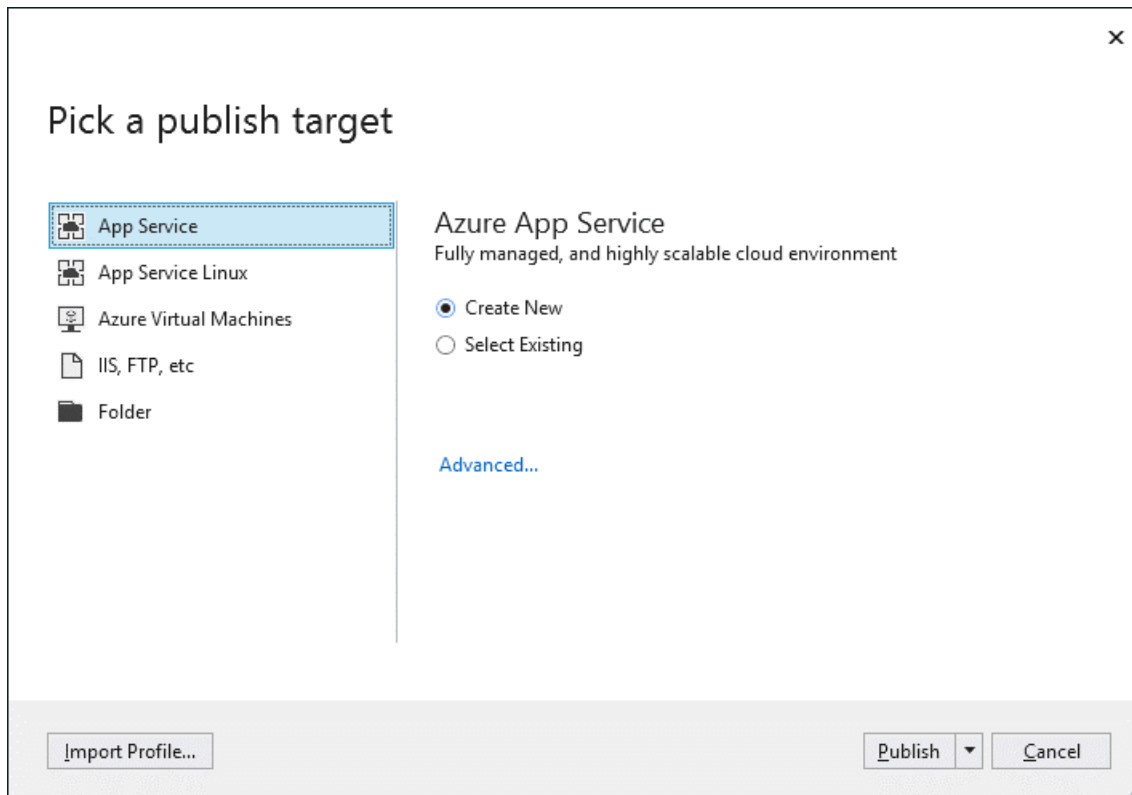 Pick a publish target
App Service
App Service Linux
Azure Virtual Machines
IIS, FTP, etc
Folder
Azure App Service
Fully managed, and highly scalable cloud environment
Create New
Select Existing
Advanced...
Import Profile...
Publish
Cancel